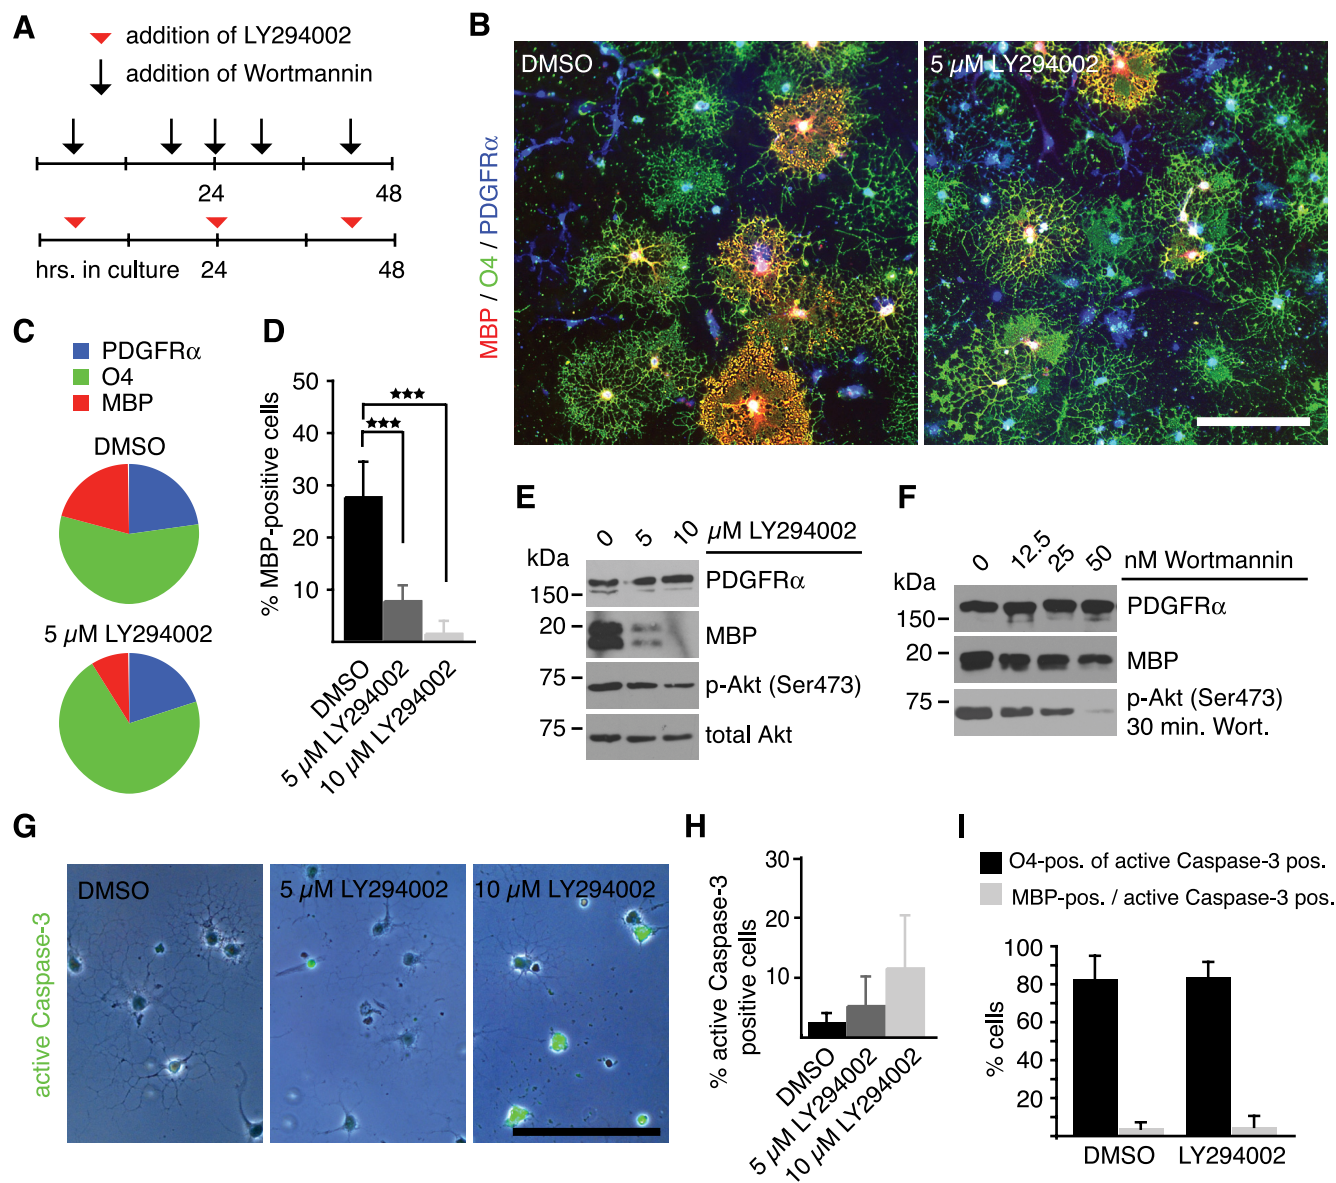 A
addition of LY294002
addition of Wortmannin
24
48
hrs. in culture
24
48
B
MBP / O4 / PDGFRα
DMSO
5 µM LY294002
C
PDGFRα
O4
MBP
DMSO
5 µM LY294002
D
% MBP-positive cells
50
40
30
20
10
★★★
★★★
DMSO
5 µM LY294002
10 µM LY294002
E
0 5 10 µM LY294002
kDa
150
PDGFRα
20
MBP
75
p-Akt (Ser473)
75
total Akt
F
0 12.5 25 50 nM Wortmannin
kDa
150
PDGFRα
20
MBP
75
p-Akt (Ser473)
30 min. Wort.
G
active Caspase-3
DMSO
5 µM LY294002
10 µM LY294002
H
% active Caspase-3
positive cells
30
20
10
DMSO
5 µM LY294002
10 µM LY294002
I
O4-pos. of active Caspase-3 pos.
MBP-pos. / active Caspase-3 pos.
% cells
100
80
60
40
20
DMSO
LY294002